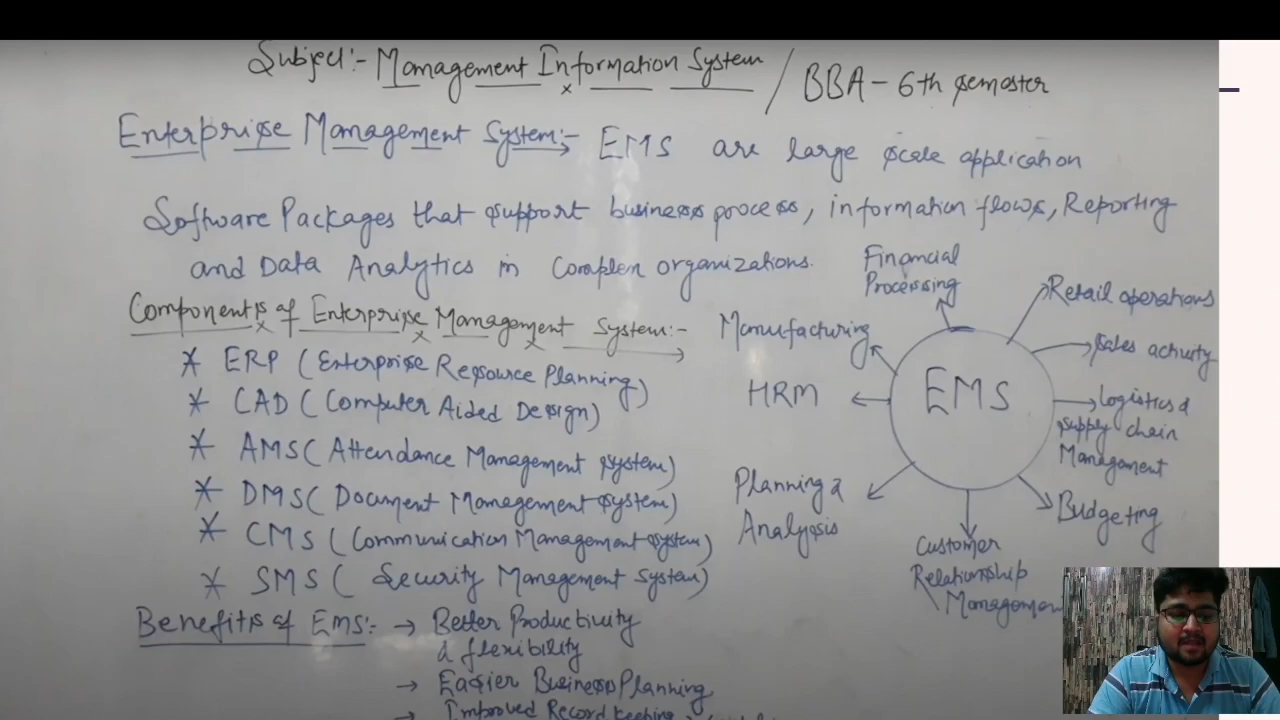 Subject:- Management Information System / BBA - 6th semester
Enterprise Management System:- EMS are large scale application
Software Packages that support business process, information flows, Reporting
and Data Analytics in Complex organizations.
Components of Enterprise Management System:-
* ERP (Enterprise Resource Planning)
* CAD (Computer Aided Design)
* AMS (Attendance Management system)
* DMS (Document Management system)
* CMS (Communication Management system)
* SMS (Security Management System)
Benefits of EMS:- → Better Productivity
& flexibility
→ Easier Business Planning
→ Improved Record keeping
EMS
Financial
Processing
Retail operations
Sales activity
Logistics &
supply chain
Managament
Budgeting
Customer
Relationship
Management
Planning &
Analysis
HRM
Manufacturing